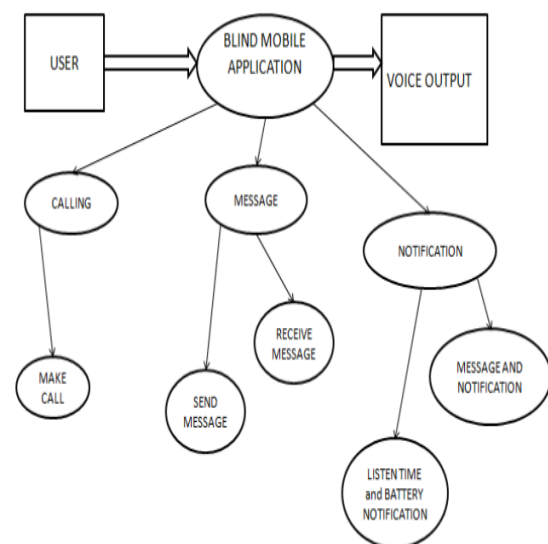 USER
BLIND MOBILE
APPLICATION
VOICE OUTPUT
CALLING
MESSAGE
NOTIFICATION
RECEIVE
MESSAGE
MAKE
CALL
SEND
MESSAGE
MESSAGE AND
NOTIFICATION
LISTEN TIME
and BATTERY
NOTIFICATION